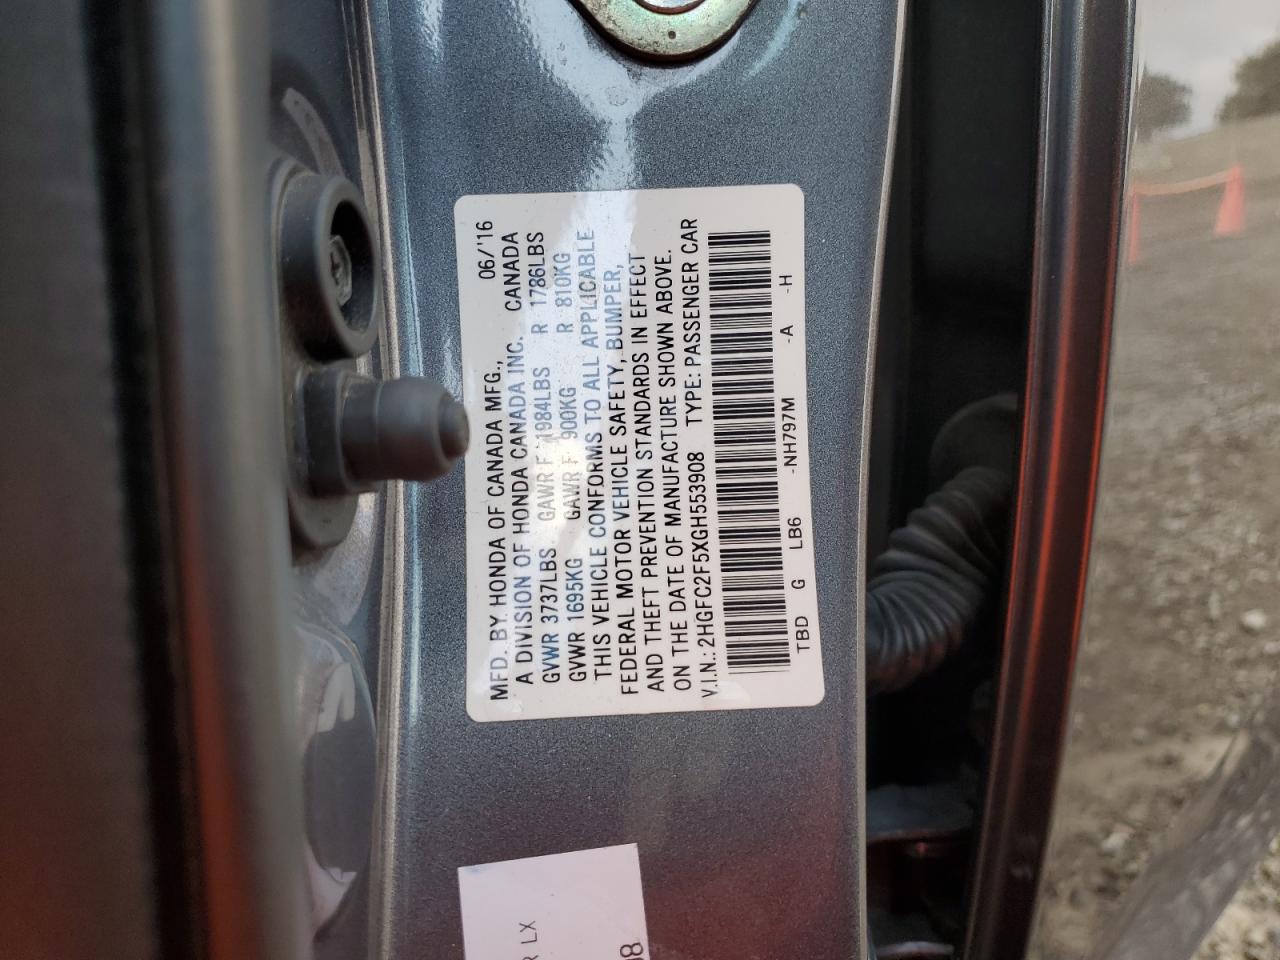 MFD. BY HONDA OF CANADA MFG., 06/'16
A DIVISION OF HONDA CANADA INC. CANADA
GVWR 3737LBS GAWR F 1984LBS R 1786LBS
GVWR 1695KG GAWR F 900KG R 810KG
THIS VEHICLE CONFORMS TO ALL APPLICABLE
FEDERAL MOTOR VEHICLE SAFETY, BUMPER,
AND THEFT PREVENTION STANDARDS IN EFFECT
ON THE DATE OF MANUFACTURE SHOWN ABOVE.
V.I.N.: 2HGFC2F5XGH553908 TYPE: PASSENGER CAR
TBD G LB6 -NH797M -A -H
LX